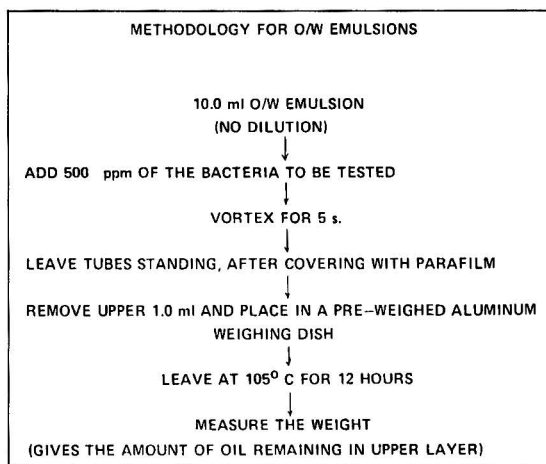 METHODOLOGY FOR O/W EMULSIONS
10.0 ml O/W EMULSION
(NO DILUTION)
ADD 500 ppm OF THE BACTERIA TO BE TESTED
VORTEX FOR 5 s.
LEAVE TUBES STANDING, AFTER COVERING WITH PARAFILM
REMOVE UPPER 1.0 ml AND PLACE IN A PRE-WEIGHED ALUMINUM
WEIGHING DISH
LEAVE AT 105° C FOR 12 HOURS
MEASURE THE WEIGHT
(GIVES THE AMOUNT OF OIL REMAINING IN UPPER LAYER)